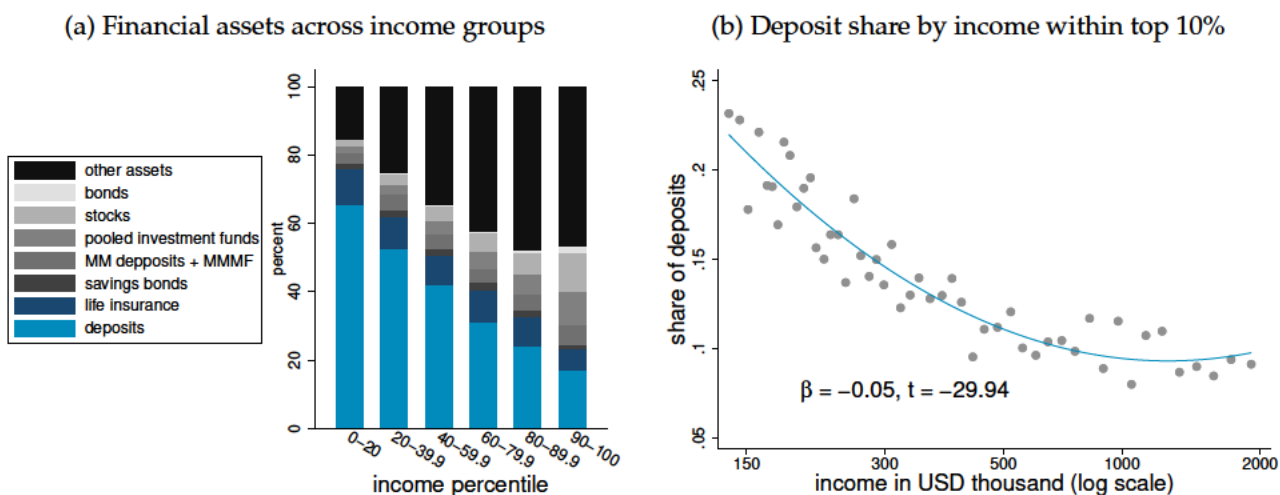 (a) Financial assets across income groups
other assets
bonds
stocks
pooled investment funds
MM depposits + MMMF
savings bonds
life insurance
deposits
percent
100
80
60
40
20
0
0−20
20−39.9
40−59.9
60−79.9
80−89.9
90−100
income percentile
(b) Deposit share by income within top 10%
share of deposits
.25
.2
.15
.1
.05
β = −0.05, t = −29.94
150
300
500
1000
2000
income in USD thousand (log scale)